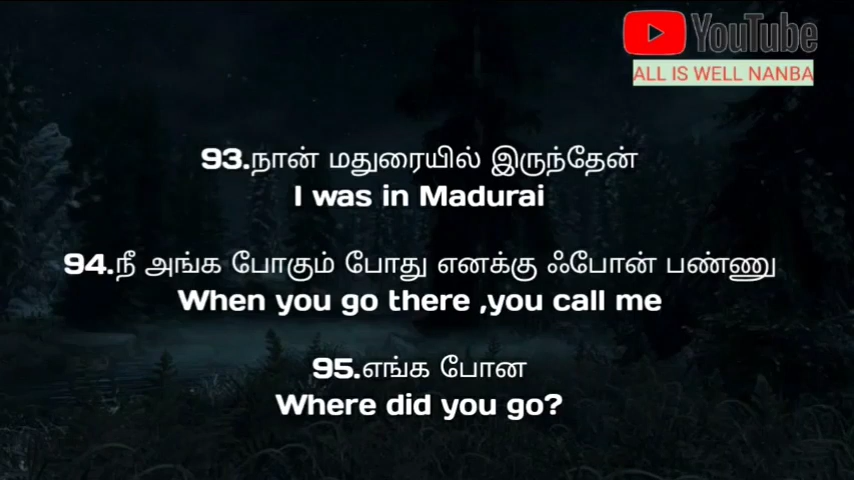 YouTube
ALL IS WELL NANBA
93.நான் மதுரையில் இருந்தேன்
I was in Madurai
94.நீ அங்க போகும் போது எனக்கு ஃபோன் பண்ணு
When you go there ,you call me
95.எங்க போன
Where did you go?